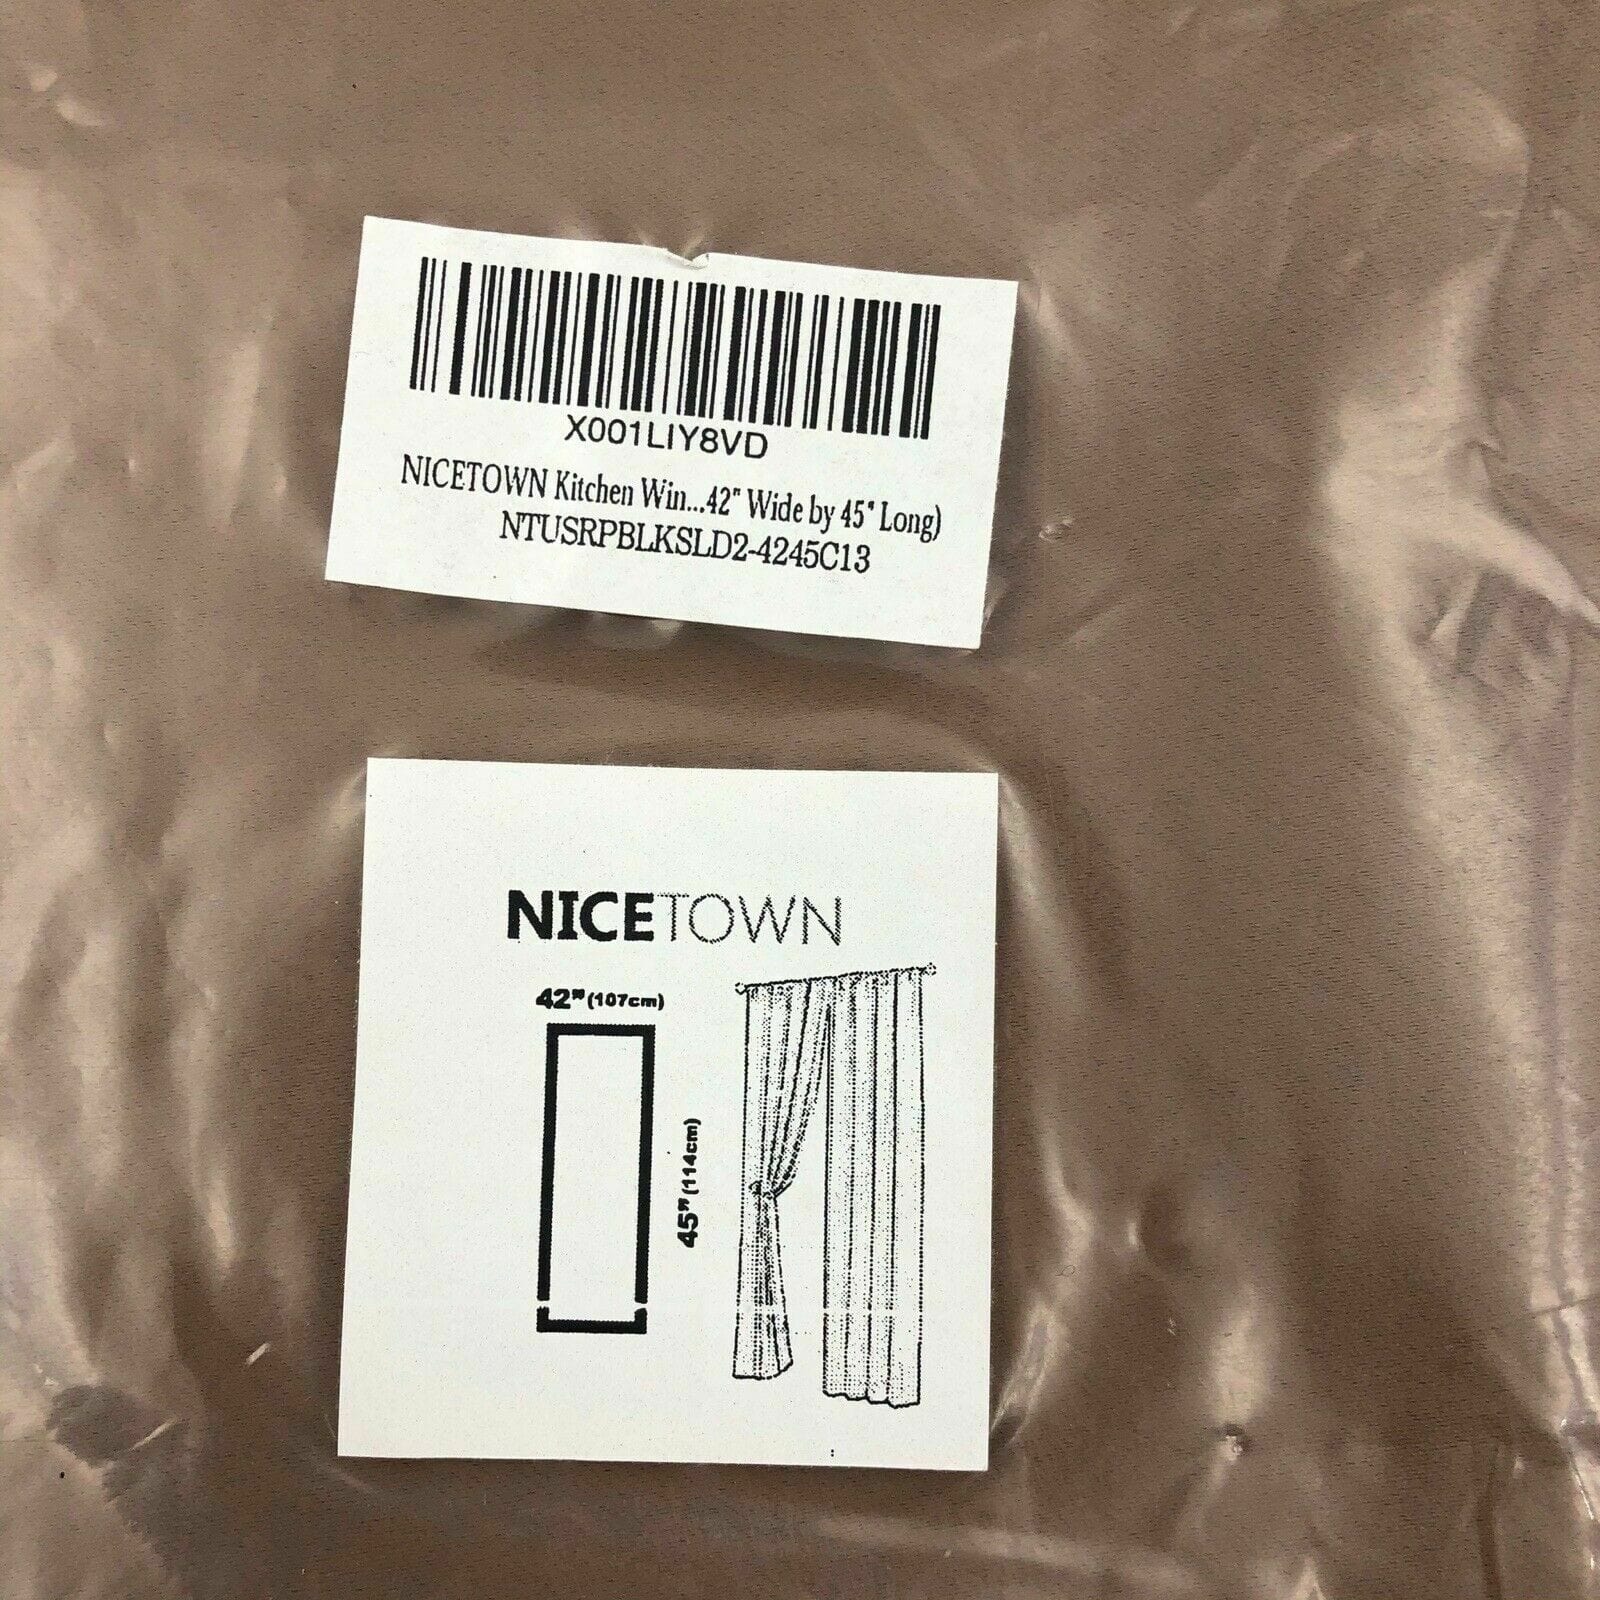 X001LIY8VD
NICETOWN Kitchen Win...42" Wide by 45" Long)
NTUSRPBLKSLD2-4245C13
NICETOWN
42" (107cm)
45" (114cm)